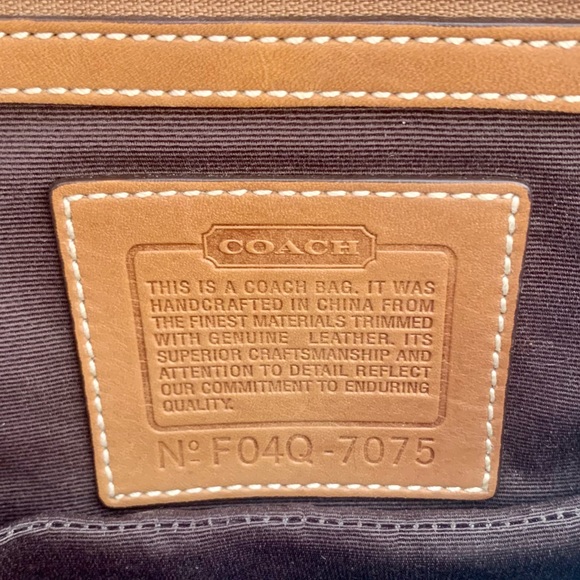 COACH
THIS IS A COACH BAG. IT WAS
HANDCRAFTED IN CHINA FROM
THE FINEST MATERIALS TRIMMED
WITH GENUINE LEATHER. ITS
SUPERIOR CRAFTSMANSHIP AND
ATTENTION TO DETAIL REFLECT
OUR COMMITMENT TO ENDURING
QUALITY.
Nº F04Q-7075